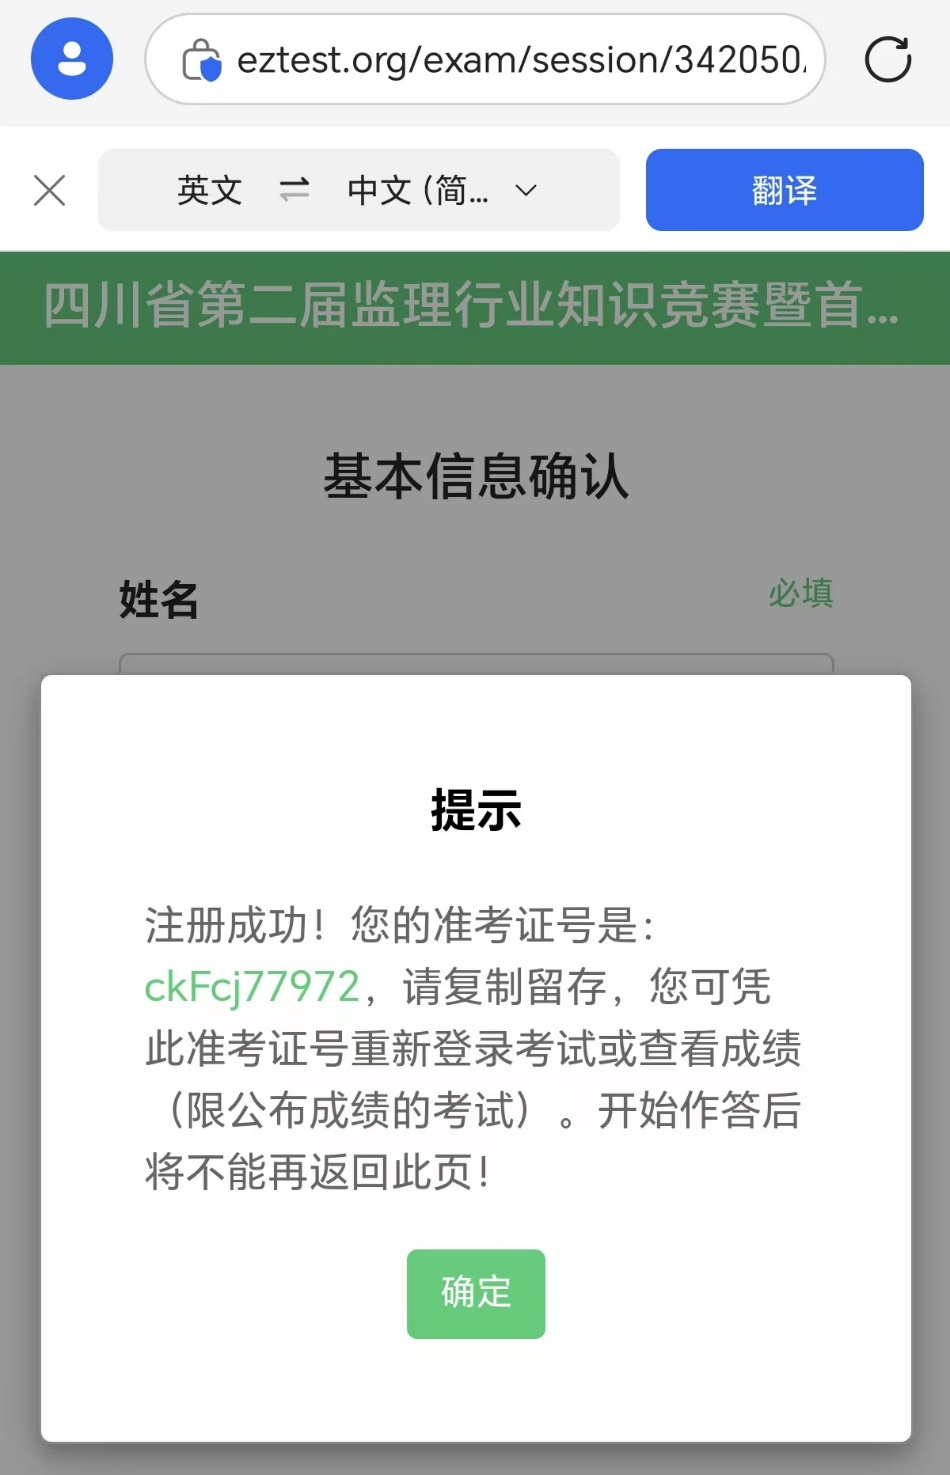 eztest.org/exam/session/342050
英文 ⇌ 中文 (简... 翻译
四川省第二届监理行业知识竞赛暨首...
基本信息确认
姓名 必填
提示
注册成功！您的准考证号是：
ckFcj77972，请复制留存，您可凭
此准考证号重新登录考试或查看成绩
（限公布成绩的考试）。开始作答后
将不能再返回此页！
确定